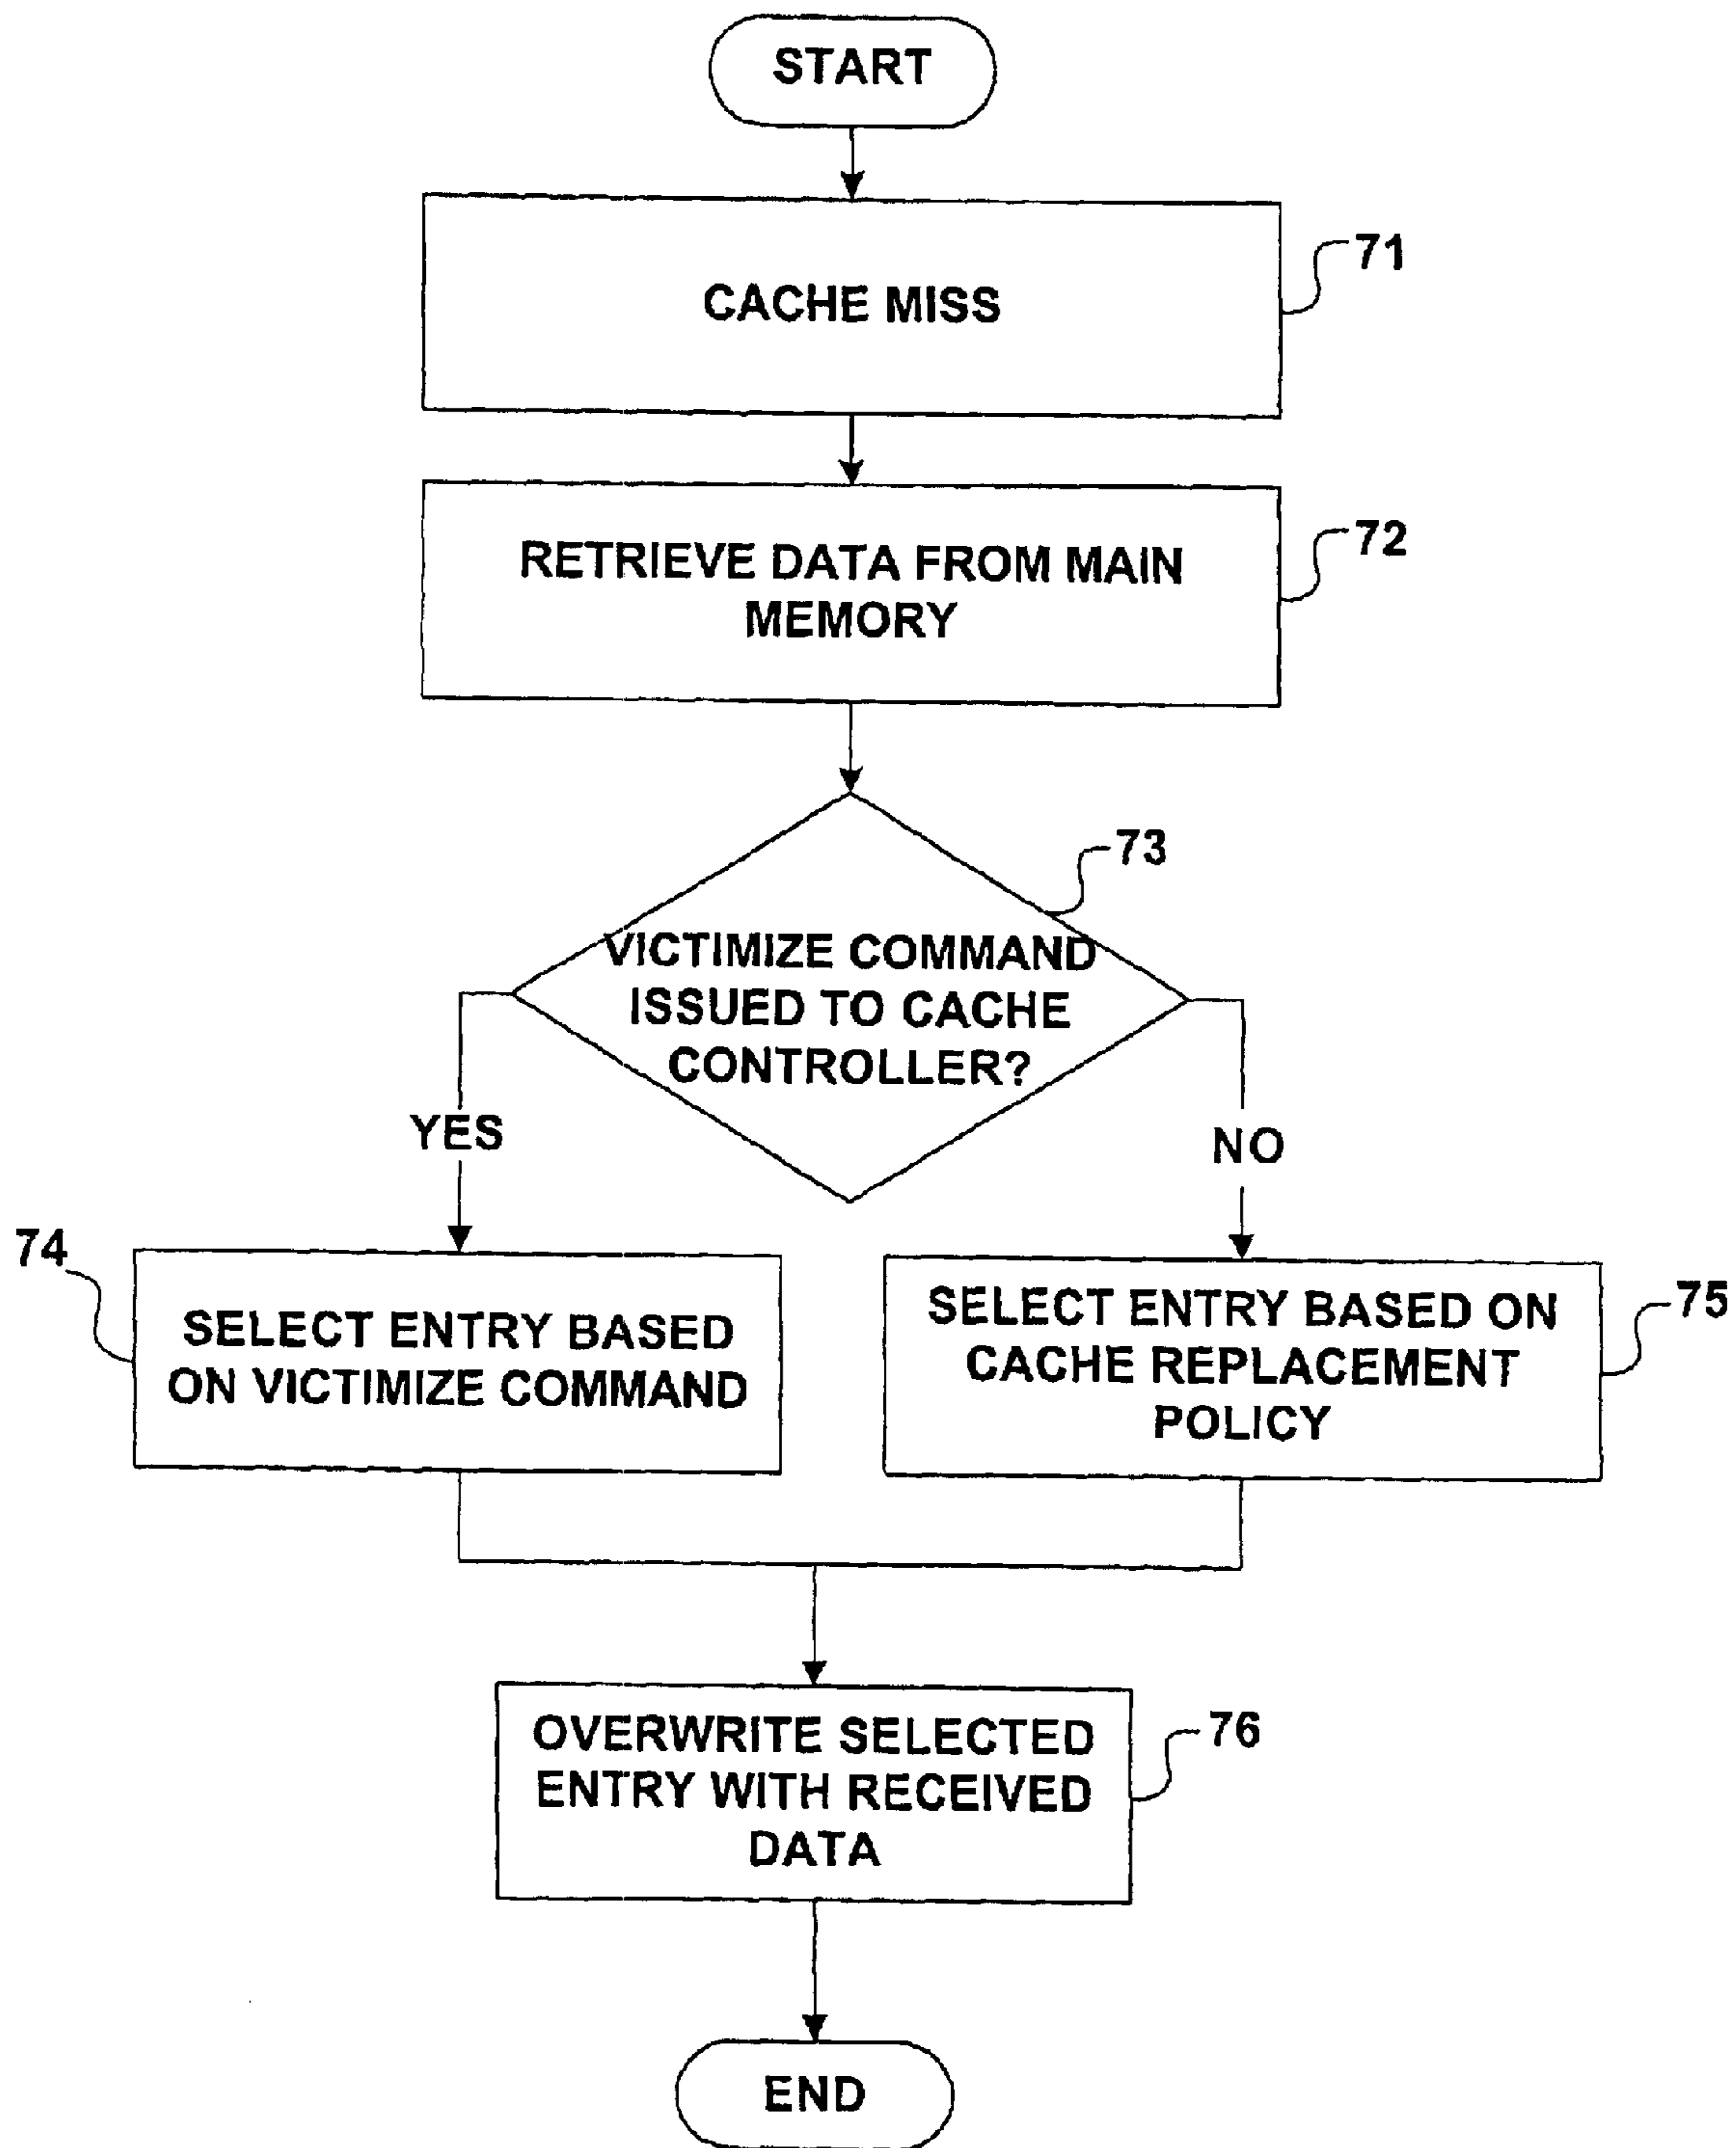 START
CACHE MISS
71
RETRIEVE DATA FROM MAIN
MEMORY
72
73
VICTIMIZE COMMAND
ISSUED TO CACHE
CONTROLLER?
YES
NO
74
SELECT ENTRY BASED
ON VICTIMIZE COMMAND
SELECT ENTRY BASED ON
CACHE REPLACEMENT
POLICY
75
OVERWRITE SELECTED
ENTRY WITH RECEIVED
DATA
76
END